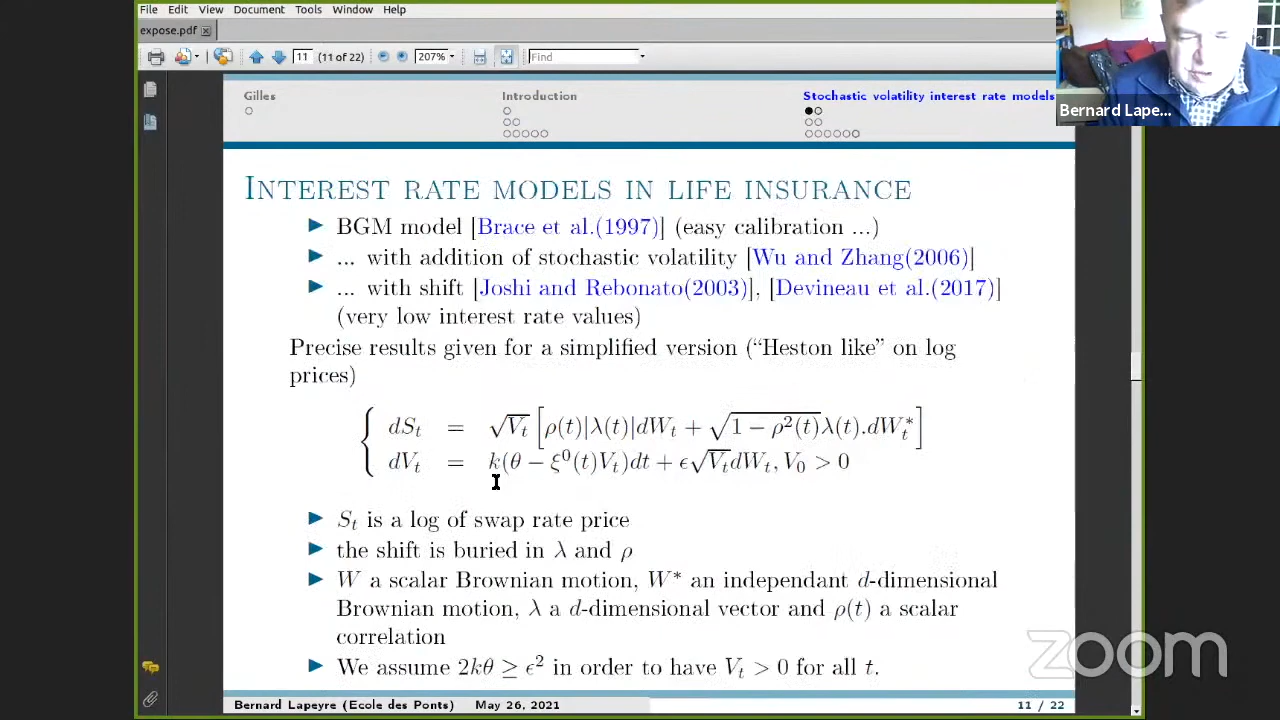 File Edit View Document Tools Window Help
expose.pdf
11 (11 of 22) 207% Find
Gilles Introduction Stochastic volatility interest rate models
Bernard Lape...
INTEREST RATE MODELS IN LIFE INSURANCE
BGM model [Brace et al.(1997)] (easy calibration ...)
... with addition of stochastic volatility [Wu and Zhang(2006)]
... with shift [Joshi and Rebonato(2003)], [Devineau et al.(2017)]
(very low interest rate values)
Precise results given for a simplified version (“Heston like” on log
prices)
dS_t = √V_t [ρ(t)|λ(t)|dW_t + √(1 − ρ²(t))λ(t).dW_t^*]
dV_t = k(θ − ξ⁰(t)V_t)dt + ϵ√V_t dW_t, V_0 > 0
S_t is a log of swap rate price
the shift is buried in λ and ρ
W a scalar Brownian motion, W* an independant d-dimensional
Brownian motion, λ a d-dimensional vector and ρ(t) a scalar
correlation
We assume 2kθ ≥ ϵ² in order to have V_t > 0 for all t.
zoom
Bernard Lapeyre (Ecole des Ponts) May 26, 2021 11 / 22